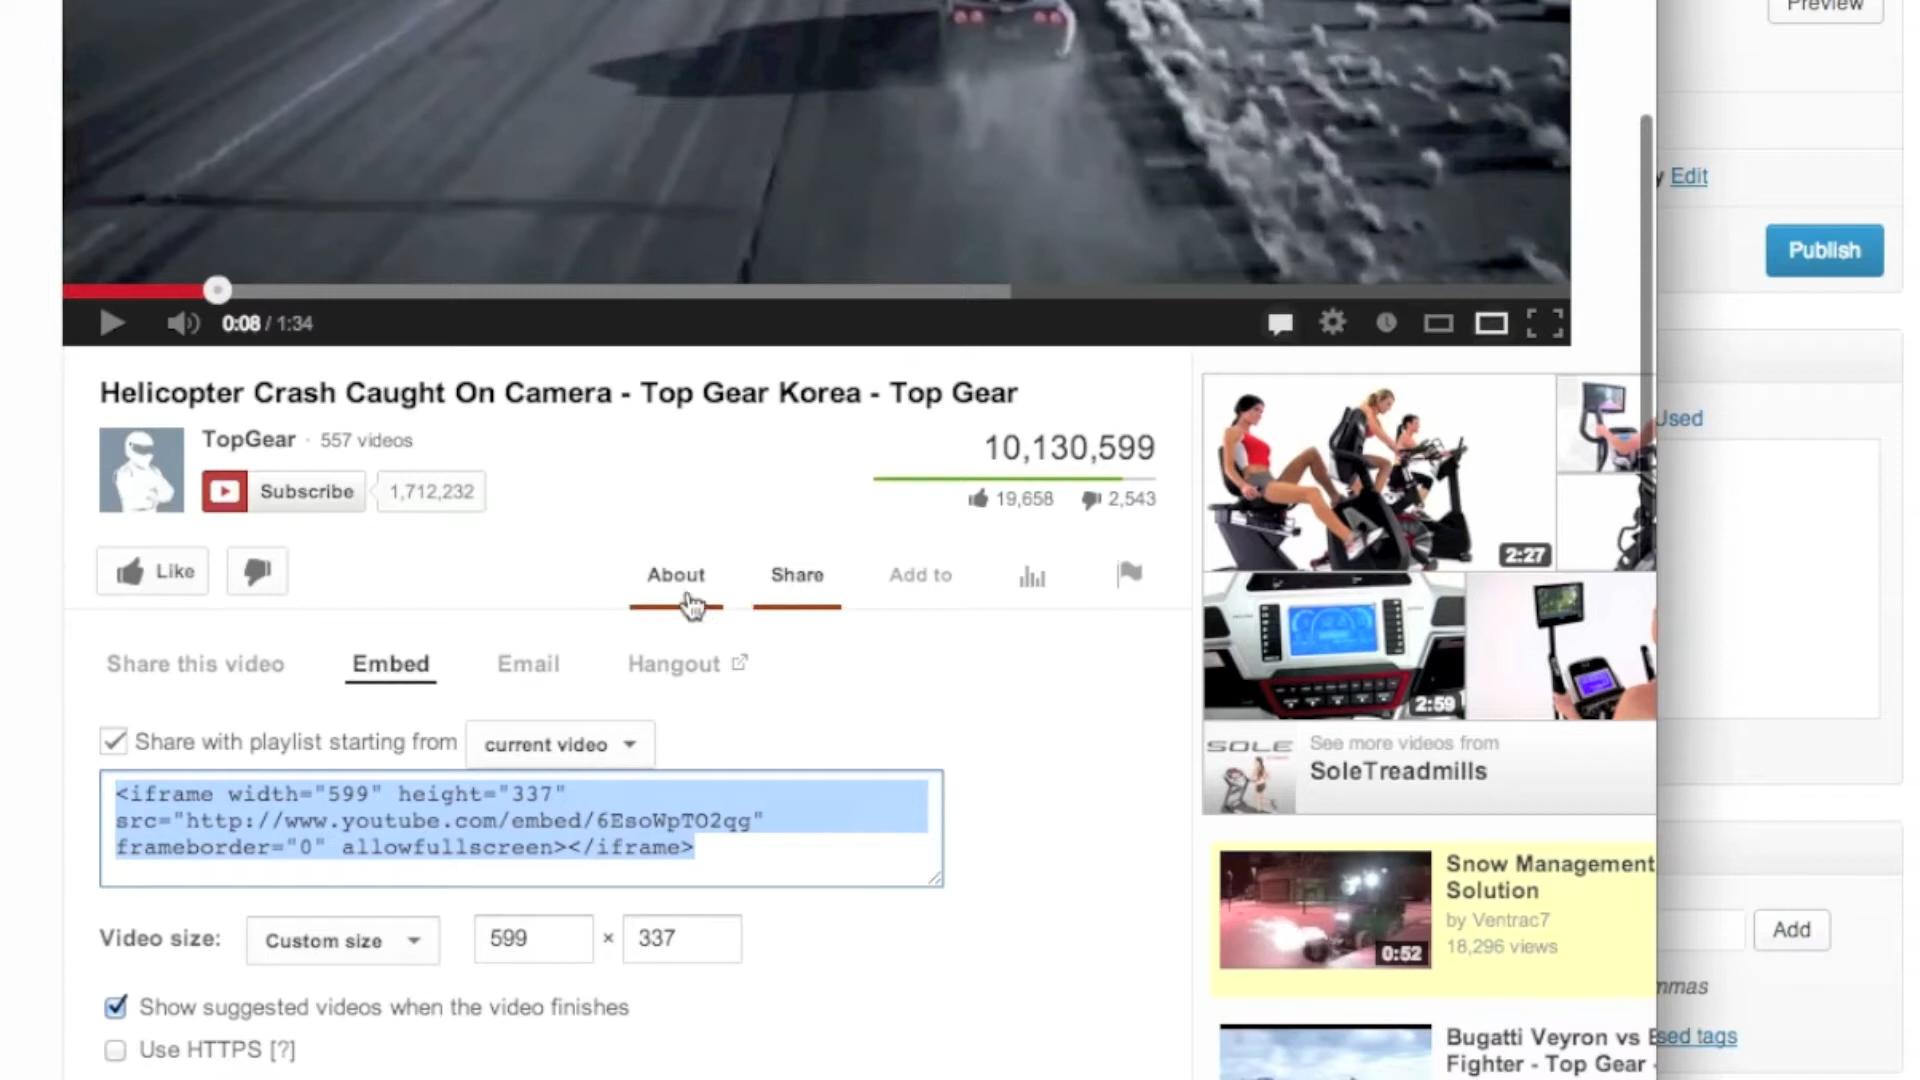 Preview
y Edit
Publish
0:08 / 1:34
Helicopter Crash Caught On Camera - Top Gear Korea - Top Gear
TopGear · 557 videos
10,130,599
Subscribe 1,712,232
19,658 2,543
Like
About Share Add to
Share this video Embed Email Hangout
Share with playlist starting from current video
<iframe width="599" height="337"
src="http://www.youtube.com/embed/6EsoWpTO2qg"
frameborder="0" allowfullscreen></iframe>
Video size: Custom size 599 × 337
Show suggested videos when the video finishes
Use HTTPS [?]
2:27
2:59
SOLE
See more videos from
SoleTreadmills
Snow Management
Solution
by Ventrac7
18,296 views
0:52
Bugatti Veyron vs E
Fighter - Top Gear -
Used
Add
mmas
sed tags